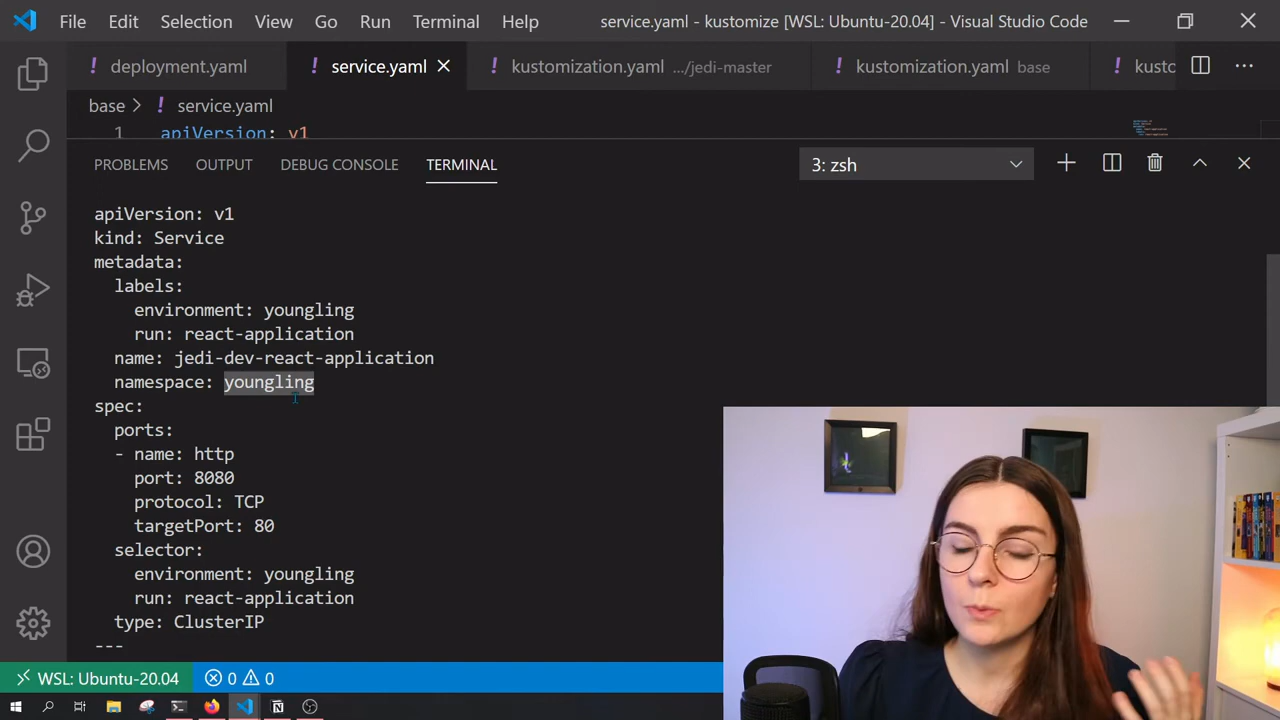 File Edit Selection View Go Run Terminal Help service.yaml - kustomize [WSL: Ubuntu-20.04] - Visual Studio Code
! deployment.yaml ! service.yaml ! kustomization.yaml .../jedi-master ! kustomization.yaml base ! kusto
base > ! service.yaml
1 apiVersion: v1
PROBLEMS OUTPUT DEBUG CONSOLE TERMINAL 3: zsh
apiVersion: v1
kind: Service
metadata:
  labels:
    environment: youngling
    run: react-application
  name: jedi-dev-react-application
  namespace: youngling
spec:
  ports:
  - name: http
    port: 8080
    protocol: TCP
    targetPort: 80
  selector:
    environment: youngling
    run: react-application
  type: ClusterIP
---
WSL: Ubuntu-20.04 0 0